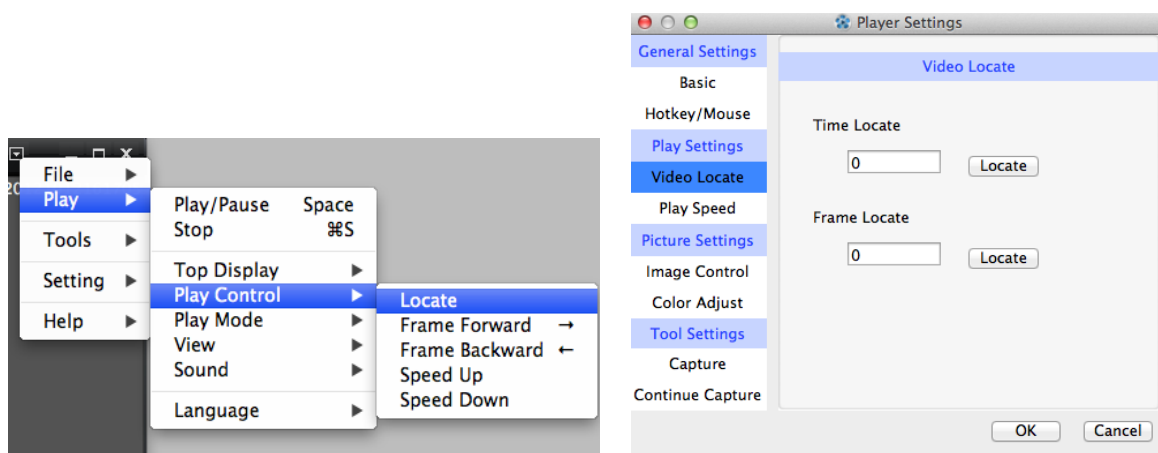 20
File
Play
Tools
Setting
Help
Play/Pause Space
Stop ⌘S
Top Display
Play Control
Play Mode
View
Sound
Language
Locate
Frame Forward →
Frame Backward ←
Speed Up
Speed Down
Player Settings
General Settings
Basic
Hotkey/Mouse
Play Settings
Video Locate
Play Speed
Picture Settings
Image Control
Color Adjust
Tool Settings
Capture
Continue Capture
Video Locate
Time Locate
0 Locate
Frame Locate
0 Locate
OK Cancel